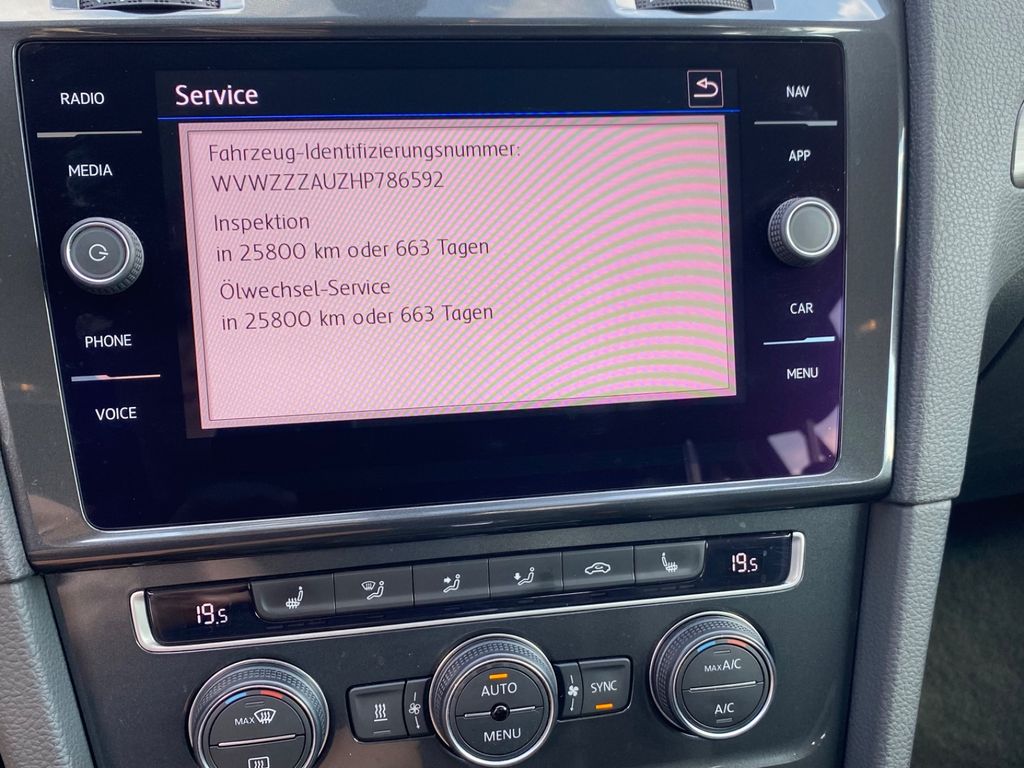 RADIO
MEDIA
PHONE
VOICE
Service
Fahrzeug-Identifizierungsnummer:
WVWZZZAUZHP786592
Inspektion
in 25800 km oder 663 Tagen
Ölwechsel-Service
in 25800 km oder 663 Tagen
NAV
APP
CAR
MENU
19.5
19.5
MAX
AUTO
MENU
SYNC
MAX A/C
A/C